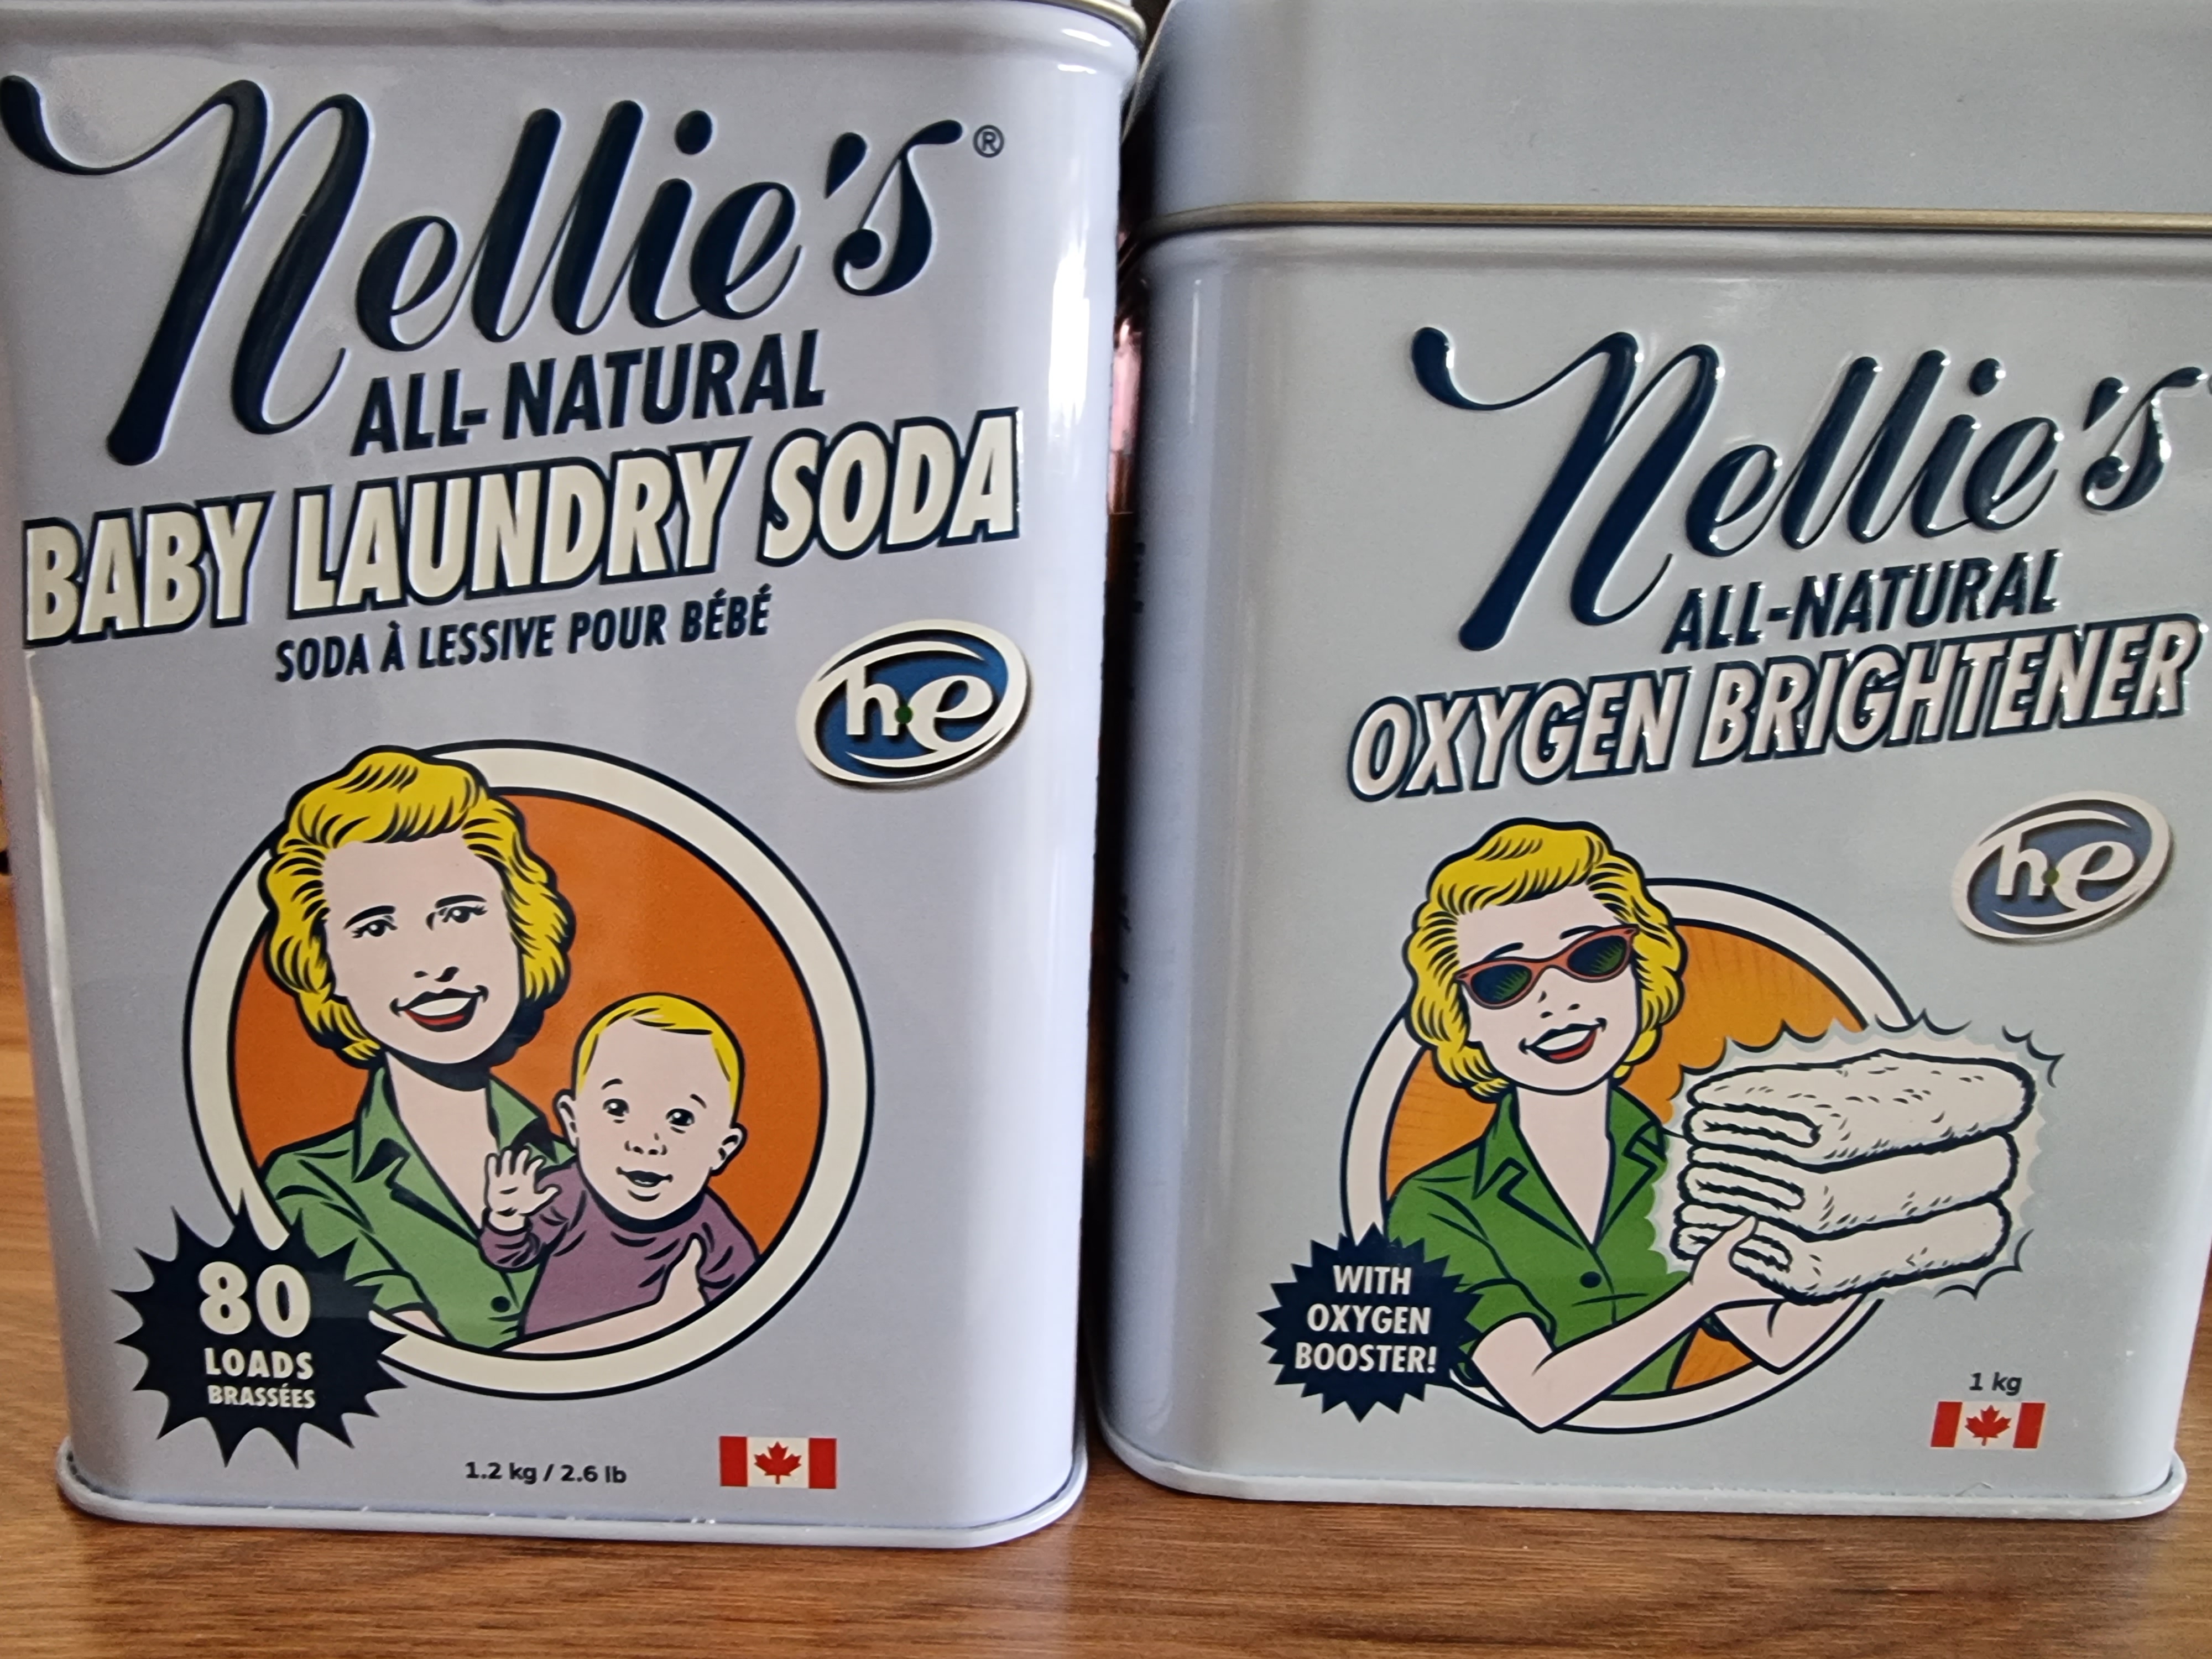 Nellie's®
ALL-NATURAL
BABY LAUNDRY SODA
SODA À LESSIVE POUR BÉBÉ
he
80
LOADS
BRASSÉES
1.2 kg / 2.6 lb
Nellie's
ALL-NATURAL
OXYGEN BRIGHTENER
he
WITH
OXYGEN
BOOSTER!
1 kg